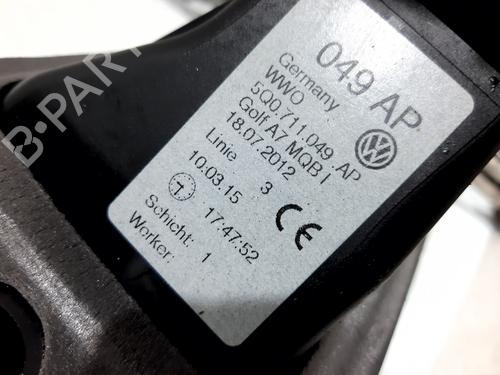 049 AP
Germany
WWO
5Q0.711.049 AP
Golf A7 MQB I
18.07.2012
Linie 3
10.03.15
17:47:52
Schicht: 1
Worker:
CE
B-PARTS